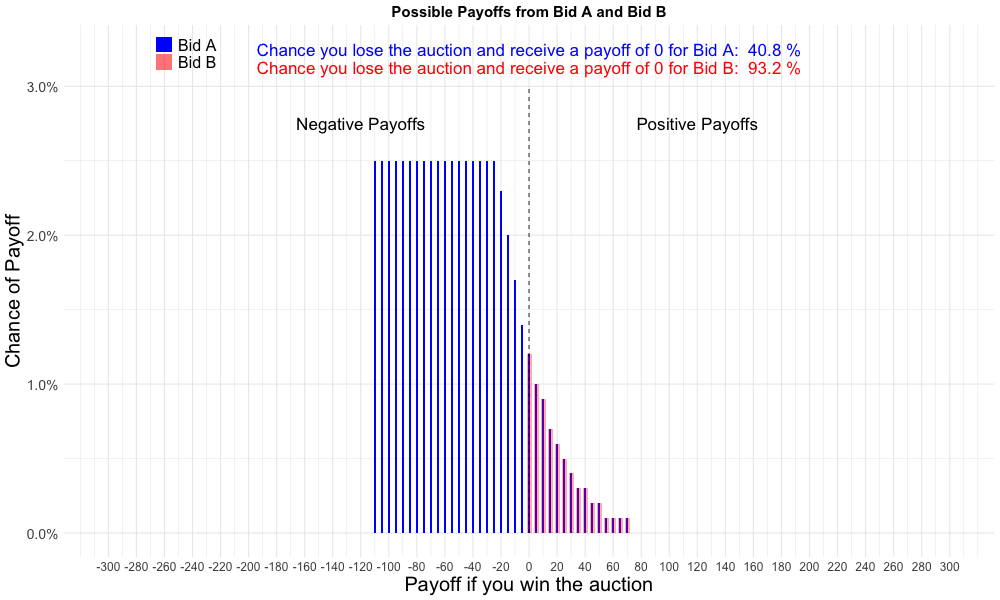 Possible Payoffs from Bid A and Bid B
Bid A
Bid B
Chance you lose the auction and receive a payoff of 0 for Bid A:  40.8 %
Chance you lose the auction and receive a payoff of 0 for Bid B:  93.2 %
Negative Payoffs
Positive Payoffs
Chance of Payoff
3.0%
2.0%
1.0%
0.0%
-300 -280 -260 -240 -220 -200 -180 -160 -140 -120 -100 -80 -60 -40 -20 0 20 40 60 80 100 120 140 160 180 200 220 240 260 280 300
Payoff if you win the auction